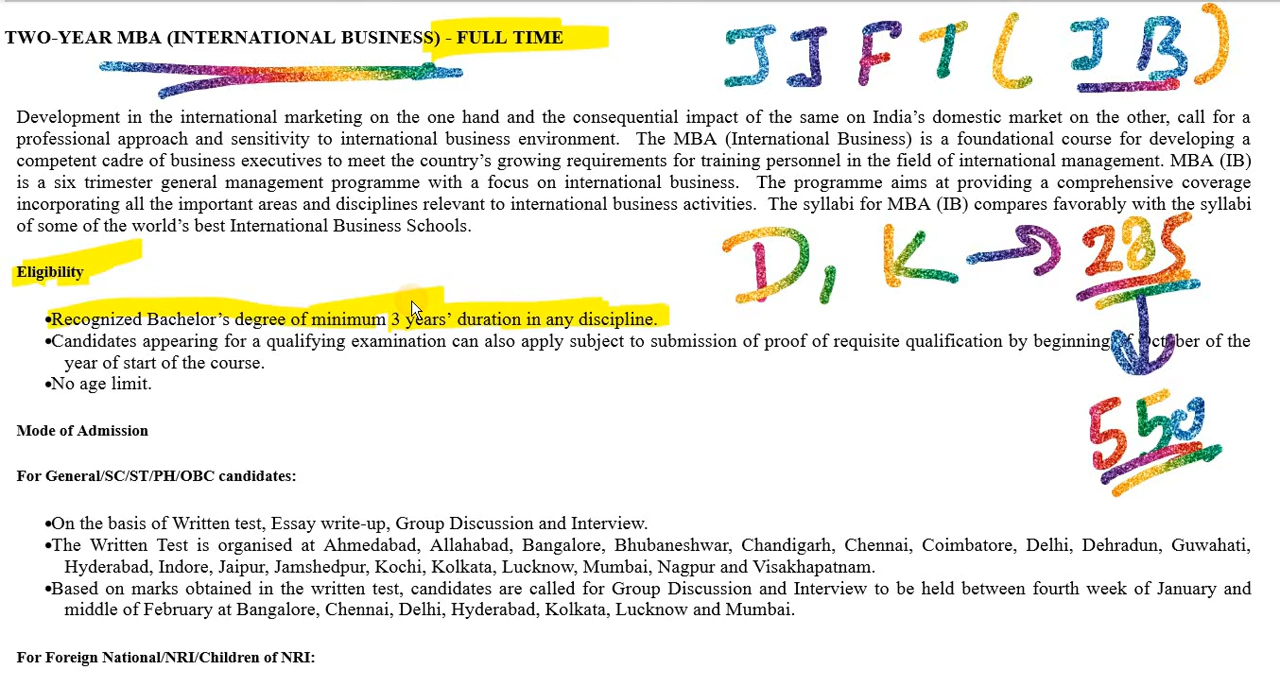 TWO-YEAR MBA (INTERNATIONAL BUSINESS) - FULL TIME
IIFT (IB)
Development in the international marketing on the one hand and the consequential impact of the same on India's domestic market on the other, call for a
professional approach and sensitivity to international business environment. The MBA (International Business) is a foundational course for developing a
competent cadre of business executives to meet the country's growing requirements for training personnel in the field of international management. MBA (IB)
is a six trimester general management programme with a focus on international business. The programme aims at providing a comprehensive coverage
incorporating all the important areas and disciplines relevant to international business activities. The syllabi for MBA (IB) compares favorably with the syllabi
of some of the world's best International Business Schools.
D, K → 285
Eligibility
•Recognized Bachelor's degree of minimum 3 years' duration in any discipline.
•Candidates appearing for a qualifying examination can also apply subject to submission of proof of requisite qualification by beginning of October of the
year of start of the course.
•No age limit.
550
Mode of Admission
For General/SC/ST/PH/OBC candidates:
•On the basis of Written test, Essay write-up, Group Discussion and Interview.
•The Written Test is organised at Ahmedabad, Allahabad, Bangalore, Bhubaneshwar, Chandigarh, Chennai, Coimbatore, Delhi, Dehradun, Guwahati,
Hyderabad, Indore, Jaipur, Jamshedpur, Kochi, Kolkata, Lucknow, Mumbai, Nagpur and Visakhapatnam.
•Based on marks obtained in the written test, candidates are called for Group Discussion and Interview to be held between fourth week of January and
middle of February at Bangalore, Chennai, Delhi, Hyderabad, Kolkata, Lucknow and Mumbai.
For Foreign National/NRI/Children of NRI: